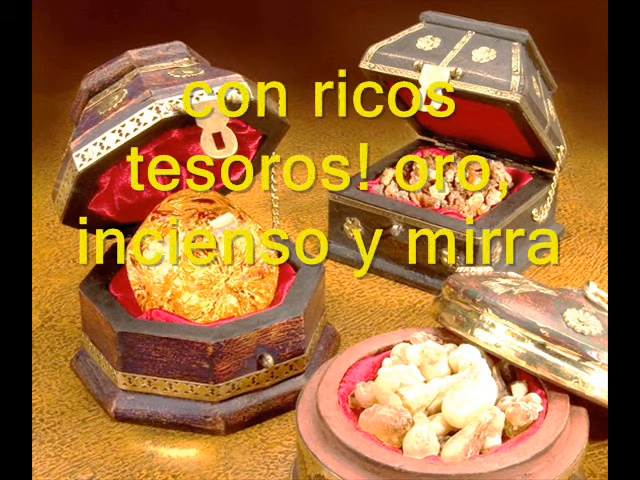 con ricos
tesoros! oro,
incienso y mirra